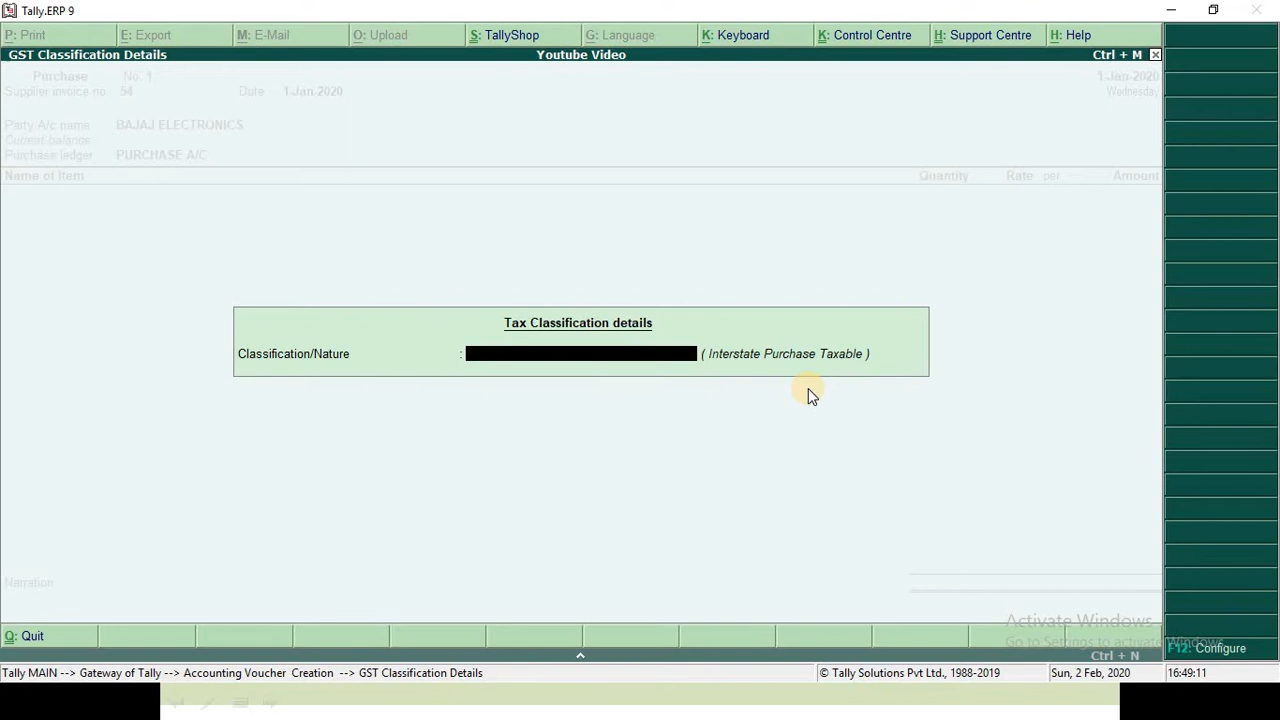 Tally.ERP 9
P: Print E: Export M: E-Mail O: Upload S: TallyShop G: Language K: Keyboard K: Control Centre H: Support Centre H: Help
GST Classification Details Youtube Video Ctrl + M
Purchase No. 1 1-Jan-2020
Supplier invoice no. 54 Date 1-Jan-2020 Wednesday
Party A/c name BAJAJ ELECTRONICS
Current balance
Purchase ledger PURCHASE A/C
Name of Item Quantity Rate per Amount
Tax Classification details
Classification/Nature : ( Interstate Purchase Taxable )
Narration
Activate Windows
Go to Settings to activate Windows.
Q: Quit
F12: Configure
Ctrl + N
Tally MAIN --> Gateway of Tally --> Accounting Voucher Creation --> GST Classification Details © Tally Solutions Pvt Ltd., 1988-2019 Sun, 2 Feb, 2020 16:49:11